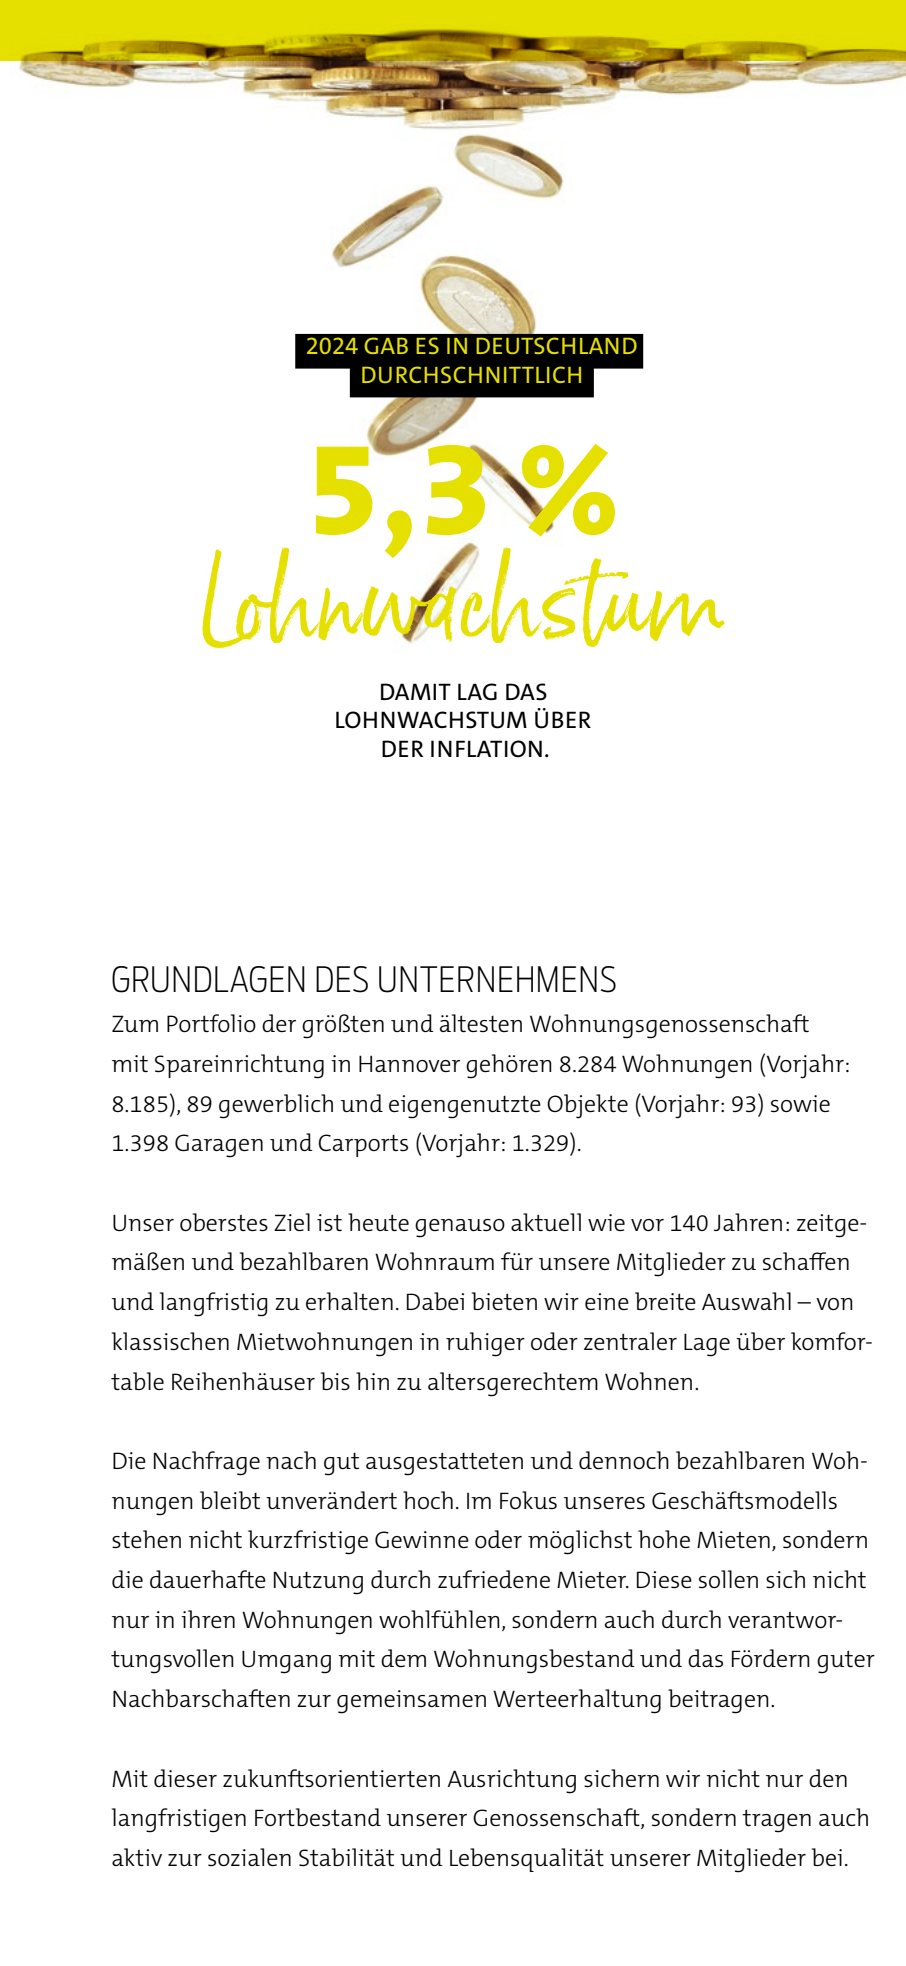 2024 GAB ES IN DEUTSCHLAND
DURCHSCHNITTLICH
5,3 %
Lohnwachstum
DAMIT LAG DAS
LOHNWACHSTUM ÜBER
DER INFLATION.
GRUNDLAGEN DES UNTERNEHMENS
Zum Portfolio der größten und ältesten Wohnungsgenossenschaft
mit Spareinrichtung in Hannover gehören 8.284 Wohnungen (Vorjahr:
8.185), 89 gewerblich und eigengenutzte Objekte (Vorjahr: 93) sowie
1.398 Garagen und Carports (Vorjahr: 1.329).
Unser oberstes Ziel ist heute genauso aktuell wie vor 140 Jahren: zeitge-
mäßen und bezahlbaren Wohnraum für unsere Mitglieder zu schaffen
und langfristig zu erhalten. Dabei bieten wir eine breite Auswahl – von
klassischen Mietwohnungen in ruhiger oder zentraler Lage über komfor-
table Reihenhäuser bis hin zu altersgerechtem Wohnen.
Die Nachfrage nach gut ausgestatteten und dennoch bezahlbaren Woh-
nungen bleibt unverändert hoch. Im Fokus unseres Geschäftsmodells
stehen nicht kurzfristige Gewinne oder möglichst hohe Mieten, sondern
die dauerhafte Nutzung durch zufriedene Mieter. Diese sollen sich nicht
nur in ihren Wohnungen wohlfühlen, sondern auch durch verantwor-
tungsvollen Umgang mit dem Wohnungsbestand und das Fördern guter
Nachbarschaften zur gemeinsamen Werteerhaltung beitragen.
Mit dieser zukunftsorientierten Ausrichtung sichern wir nicht nur den
langfristigen Fortbestand unserer Genossenschaft, sondern tragen auch
aktiv zur sozialen Stabilität und Lebensqualität unserer Mitglieder bei.